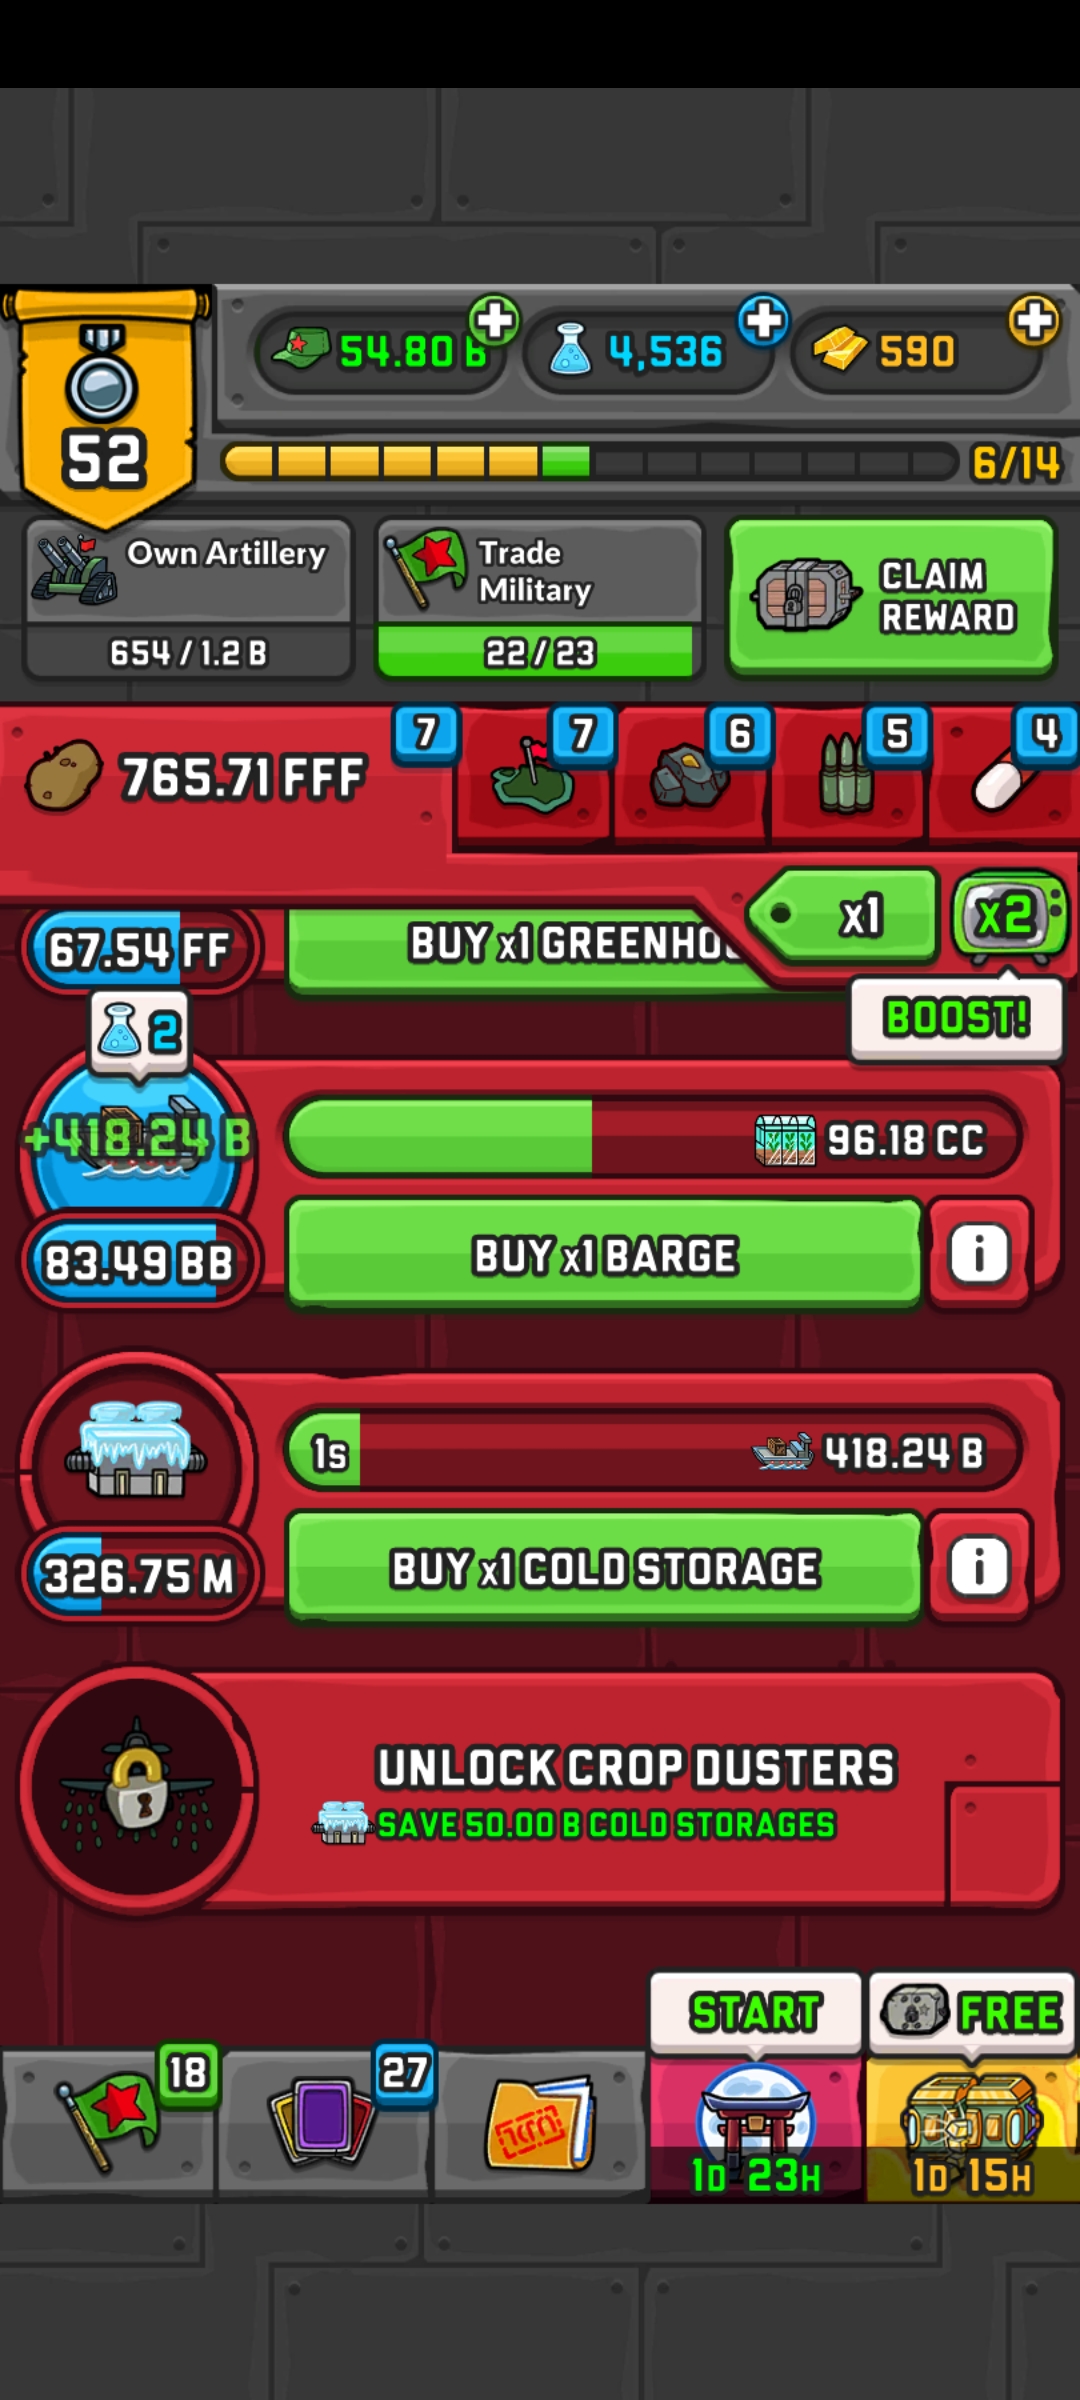 54.80 B
4,536
590
52
6/14
Own Artillery
654 / 1.2 B
Trade
Military
22 / 23
CLAIM
REWARD
765.71 FFF
7
7
6
5
4
x1
x2
BOOST!
67.54 FF
BUY x1 GREENHO
2
+418.24 B
96.18 CC
83.49 BB
BUY x1 BARGE
i
1s
418.24 B
326.75 M
BUY x1 COLD STORAGE
i
UNLOCK CROP DUSTERS
SAVE 50.00 B COLD STORAGES
START
FREE
18
27
1D 23H
1D 15H